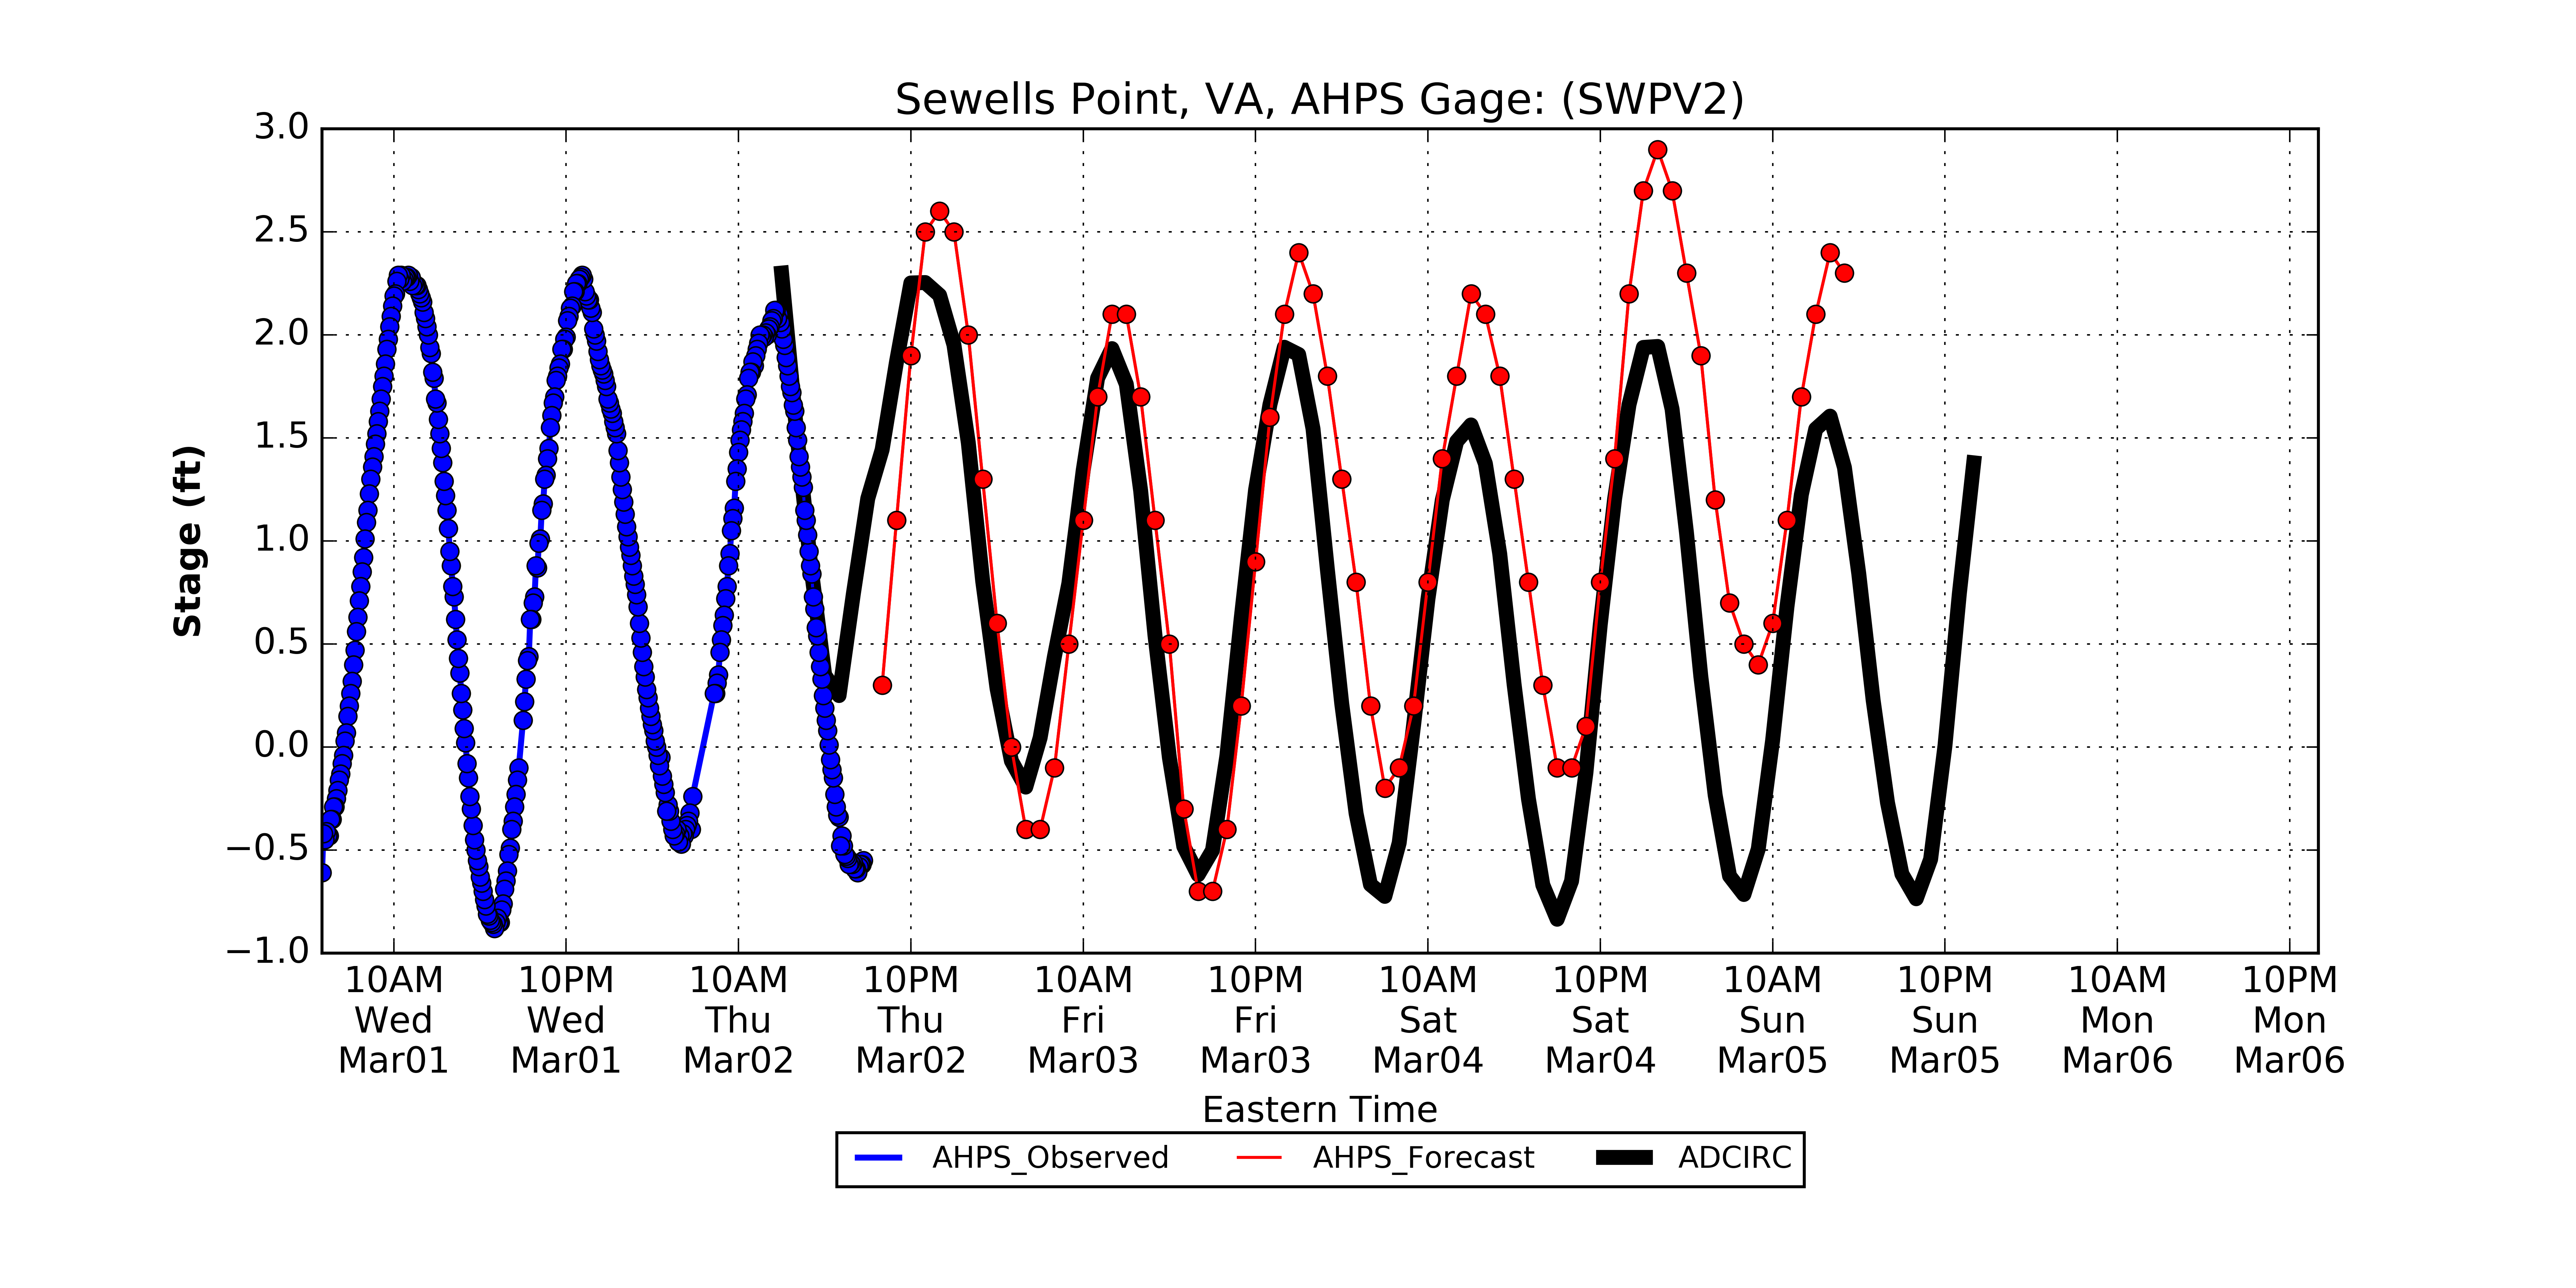 Sewells Point, VA, AHPS Gage: (SWPV2)
3.0
2.5
2.0
1.5
1.0
0.5
0.0
−0.5
−1.0
Stage (ft)
10AM 10PM 10AM 10PM 10AM 10PM 10AM 10PM 10AM 10PM 10AM 10PM
Wed Wed Thu Thu Fri Fri Sat Sat Sun Sun Mon Mon
Mar01 Mar01 Mar02 Mar02 Mar03 Mar03 Mar04 Mar04 Mar05 Mar05 Mar06 Mar06
Eastern Time
AHPS_Observed AHPS_Forecast ADCIRC